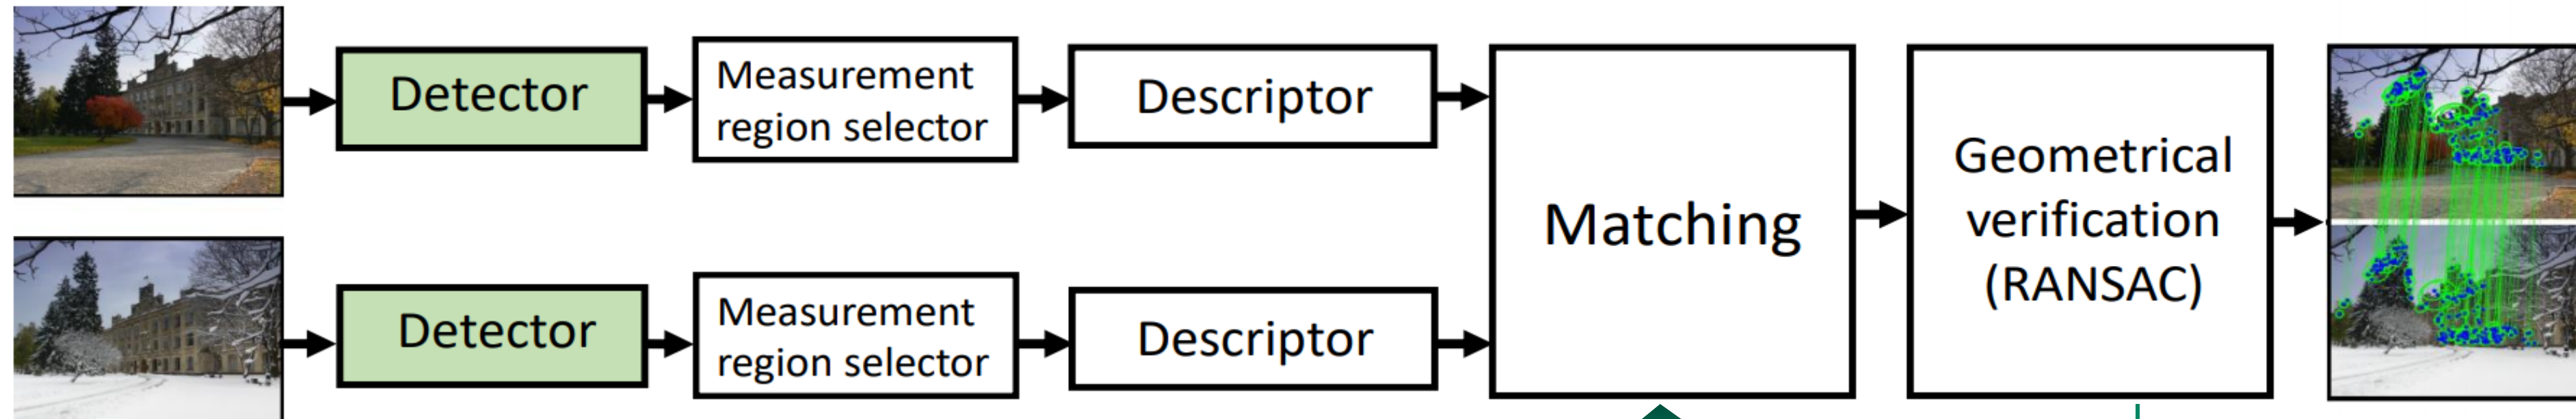 Detector
Measurement
region selector
Descriptor
Detector
Measurement
region selector
Descriptor
Matching
Geometrical
verification
(RANSAC)